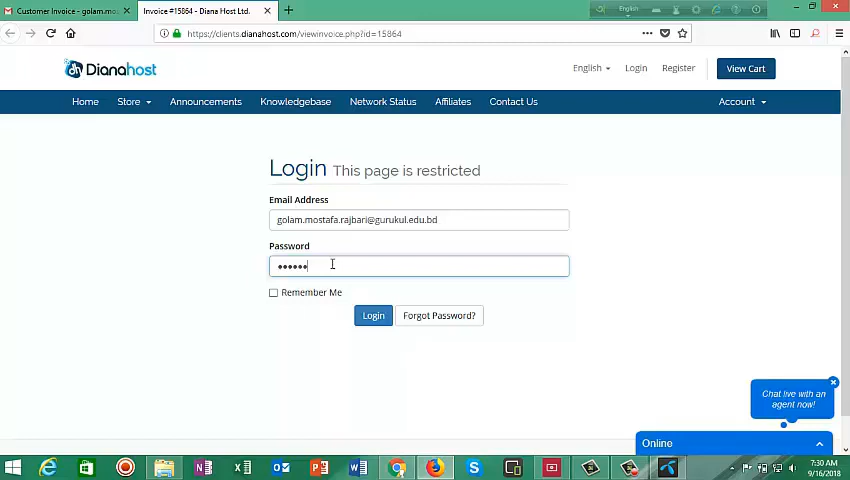 Customer Invoice - golam.mo
Invoice #15864 - Diana Host Ltd.
English
https://clients.dianahost.com/viewinvoice.php?id=15864
Dianahost
English Login Register View Cart
Home Store Announcements Knowledgebase Network Status Affiliates Contact Us Account
Login This page is restricted
Email Address
golam.mostafa.rajbari@gurukul.edu.bd
Password
••••••
Remember Me
Login Forgot Password?
Chat live with an
agent now!
Online
7:30 AM
9/16/2018